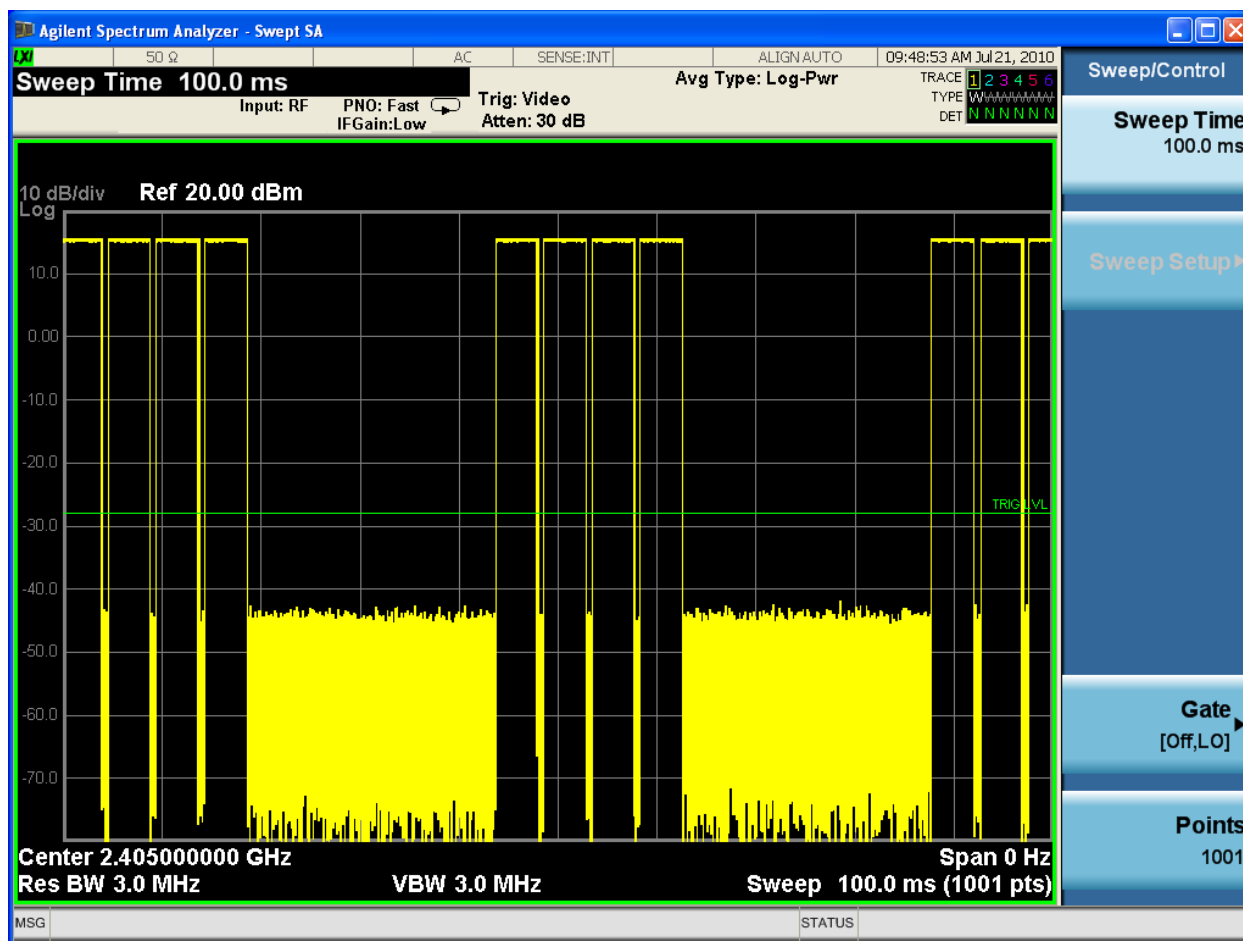 Agilent Spectrum Analyzer - Swept SA
LXI 50 Ω AC SENSE:INT ALIGN AUTO 09:48:53 AM Jul 21, 2010
Sweep Time 100.0 ms
Input: RF PNO: Fast
IFGain:Low
Trig: Video
Atten: 30 dB
Avg Type: Log-Pwr
TRACE 1 2 3 4 5 6
TYPE WWWWWW
DET N N N N N N
10 dB/div Ref 20.00 dBm
Log
10.0
0.00
-10.0
-20.0
-30.0
-40.0
-50.0
-60.0
-70.0
TRIG LVL
Center 2.405000000 GHz Span 0 Hz
Res BW 3.0 MHz VBW 3.0 MHz Sweep 100.0 ms (1001 pts)
MSG STATUS
Sweep/Control
Sweep Time
100.0 ms
Sweep Setup
Gate
[Off,LO]
Points
1001